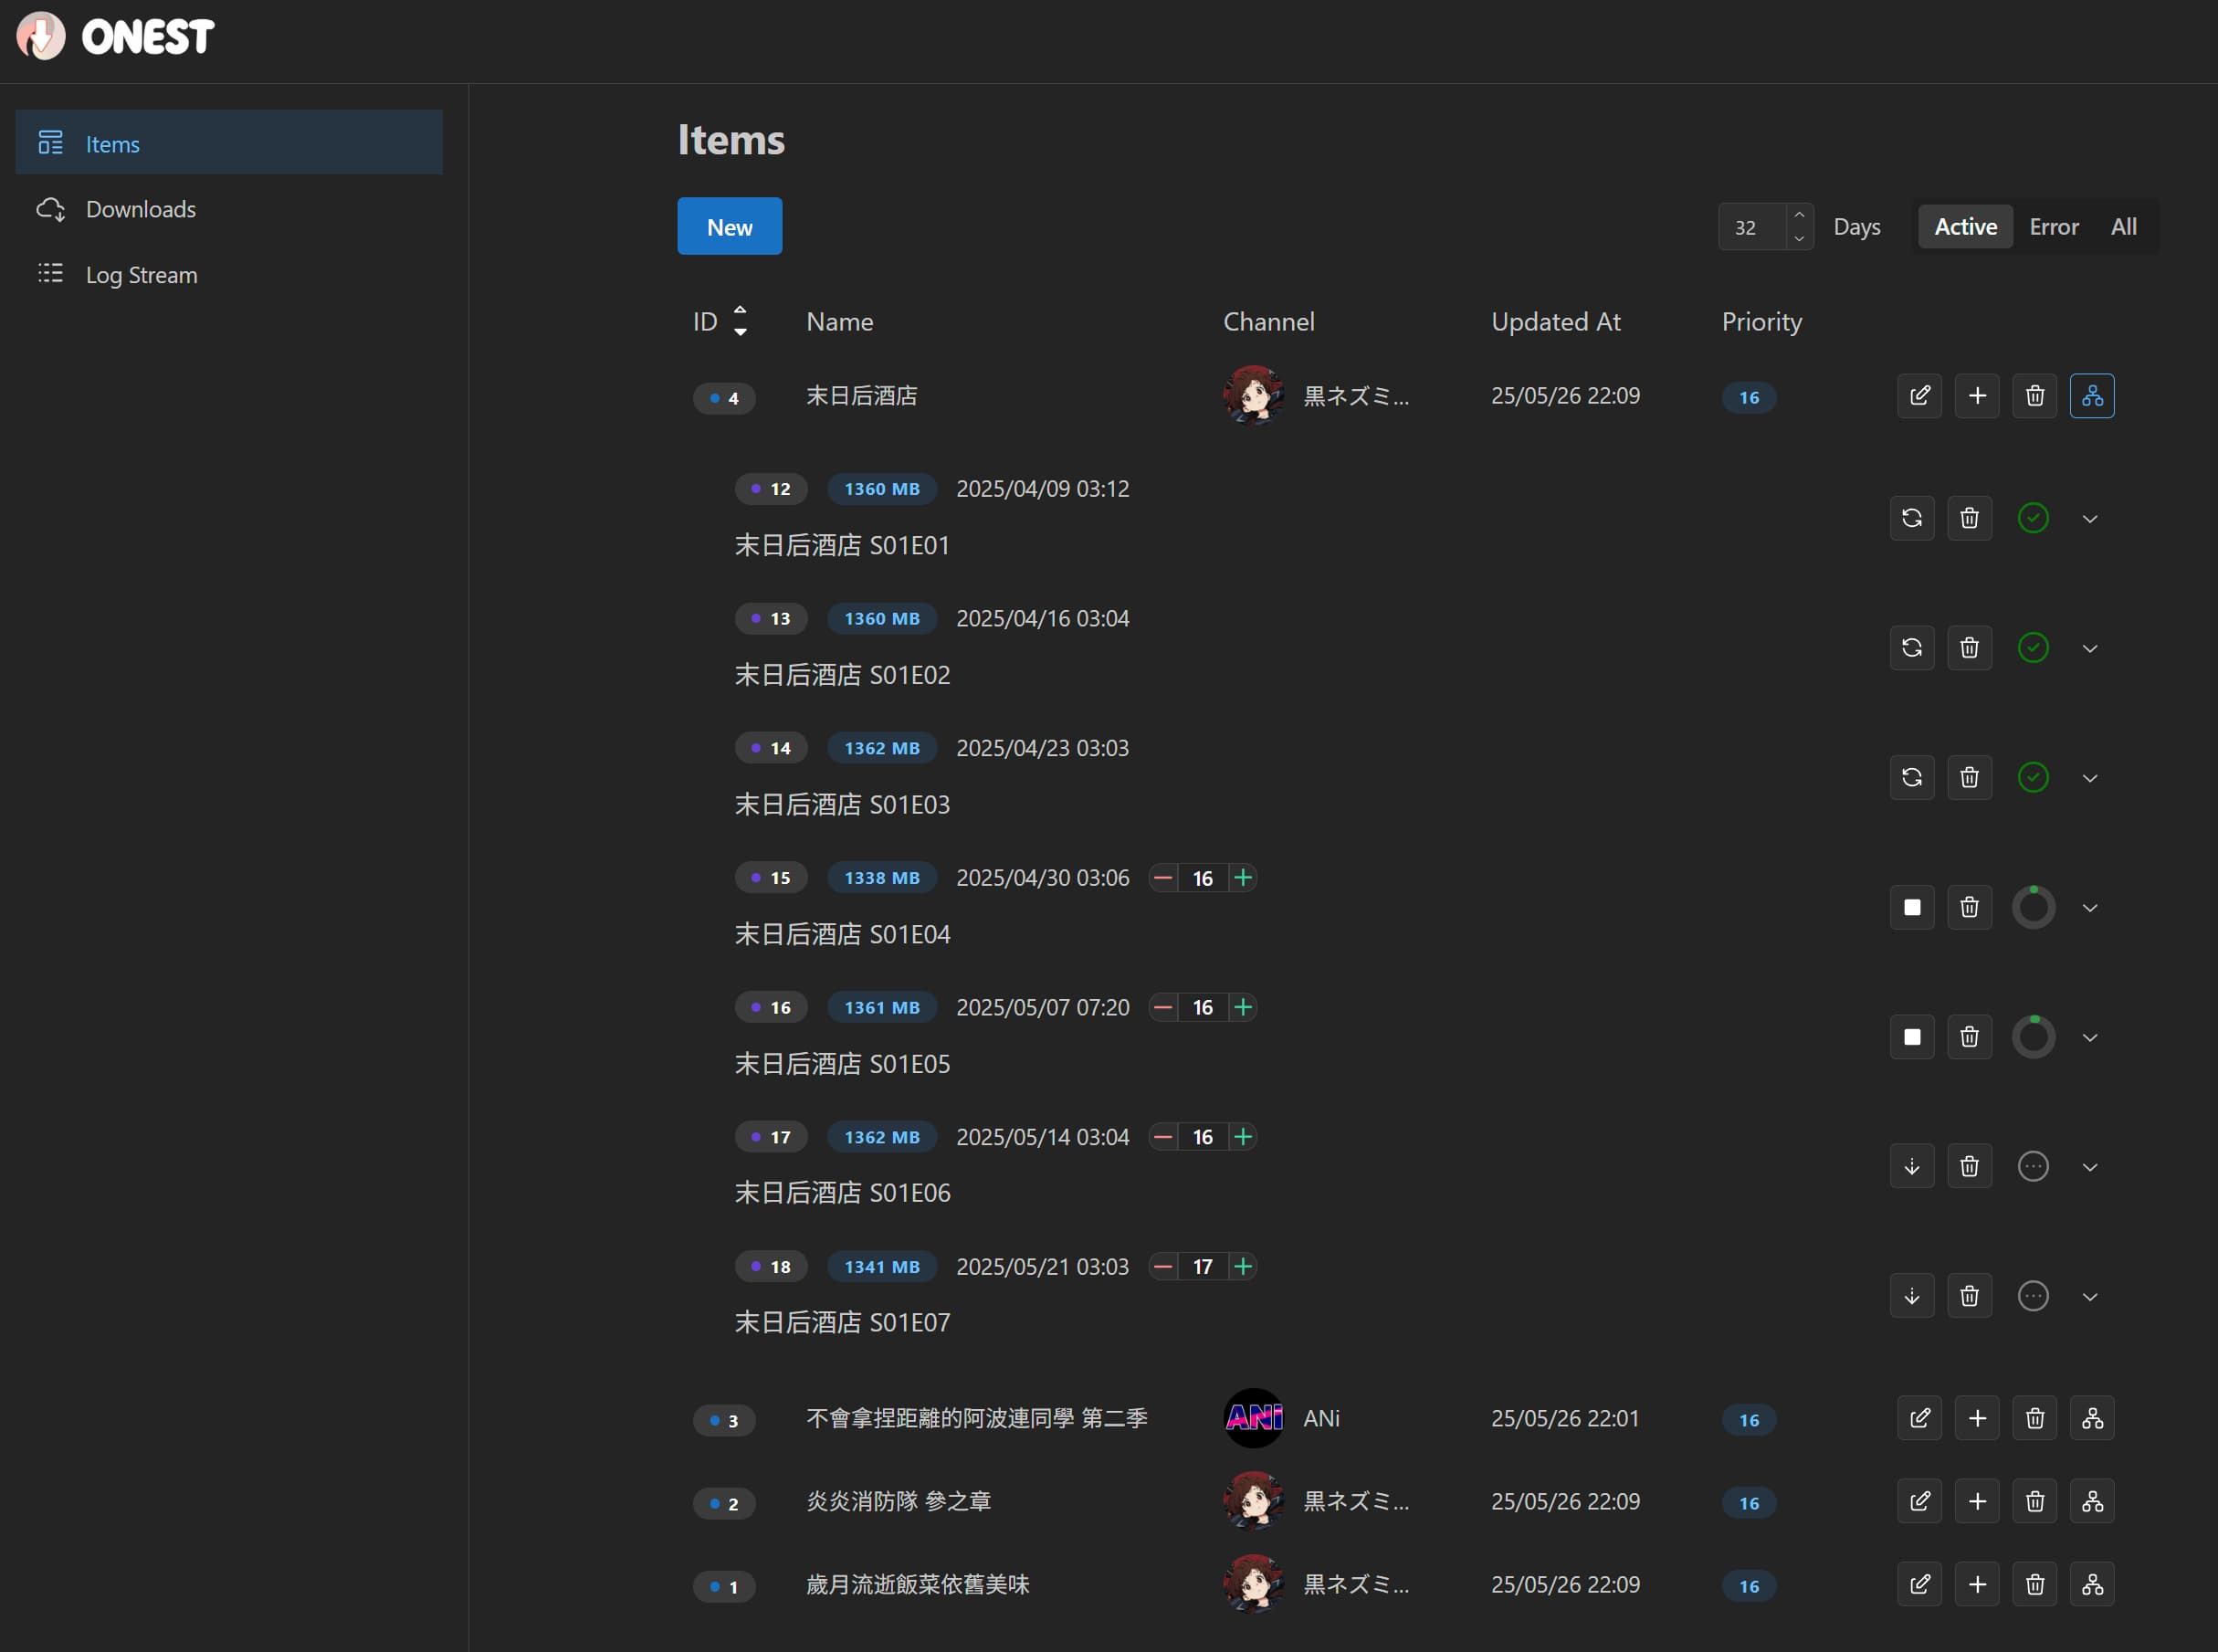 ONEST
Items
Downloads
Log Stream
Items
New
32 Days Active Error All
ID Name Channel Updated At Priority
4 末日后酒店 黒ネズミ... 25/05/26 22:09 16
12 1360 MB 2025/04/09 03:12
末日后酒店 S01E01
13 1360 MB 2025/04/16 03:04
末日后酒店 S01E02
14 1362 MB 2025/04/23 03:03
末日后酒店 S01E03
15 1338 MB 2025/04/30 03:06 16
末日后酒店 S01E04
16 1361 MB 2025/05/07 07:20 16
末日后酒店 S01E05
17 1362 MB 2025/05/14 03:04 16
末日后酒店 S01E06
18 1341 MB 2025/05/21 03:03 17
末日后酒店 S01E07
3 不會拿捏距離的阿波連同學 第二季 ANi ANi 25/05/26 22:01 16
2 炎炎消防隊 參之章 黒ネズミ... 25/05/26 22:09 16
1 歲月流逝飯菜依舊美味 黒ネズミ... 25/05/26 22:09 16